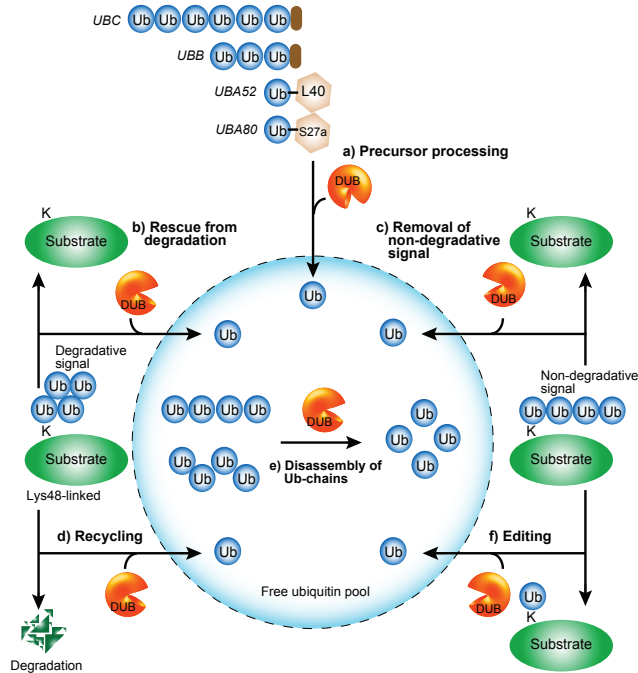 UBC Ub Ub Ub Ub Ub Ub
UBB Ub Ub Ub
UBA52 Ub L40
UBA80 Ub S27a
a) Precursor processing
DUB
K
Substrate
b) Rescue from
degradation
DUB
c) Removal of
non-degradative
signal
K
Substrate
DUB
Ub
Ub
Ub
Degradative
signal
Ub Ub
Ub Ub
K
Substrate
Lys48-linked
Ub Ub Ub Ub
Ub Ub Ub Ub
DUB
e) Disassembly of
Ub-chains
Ub
Ub Ub
Ub
Non-degradative
signal
Ub Ub Ub Ub
K
Substrate
d) Recycling
DUB
Ub
Ub
f) Editing
DUB
Ub
K
Substrate
Free ubiquitin pool
Degradation